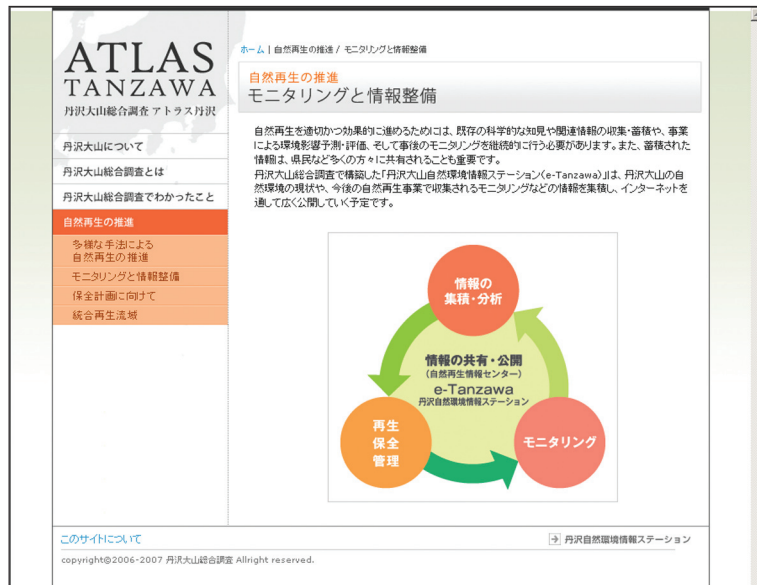 ATLAS
TANZAWA
丹沢大山総合調査 アトラス丹沢
丹沢大山について
丹沢大山総合調査とは
丹沢大山総合調査でわかったこと
自然再生の推進
多様な手法による
自然再生の推進
モニタリングと情報整備
保全計画に向けて
統合再生流域
ホーム | 自然再生の推進 / モニタリングと情報整備
自然再生の推進
モニタリングと情報整備
自然再生を適切かつ効果的に進めるためには、既存の科学的な知見や関連情報の収集・蓄積や、事業
による環境影響予測・評価、そして事後のモニタリングを継続的に行う必要があります。また、蓄積された
情報は、県民など多くの方々に共有されることも重要です。
丹沢大山総合調査で構築した「丹沢大山自然環境情報ステーション(e-Tanzawa)」は、丹沢大山の自
然環境の現状や、今後の自然再生事業で収集されるモニタリングなどの情報を集積し、インターネットを
通して広く公開していく予定です。
情報の
集積・分析
情報の共有・公開
(自然再生情報センター)
e-Tanzawa
丹沢自然環境情報ステーション
再生
保全
管理
モニタリング
このサイトについて
丹沢自然環境情報ステーション
copyright©2006-2007 丹沢大山総合調査 Allright reserved.